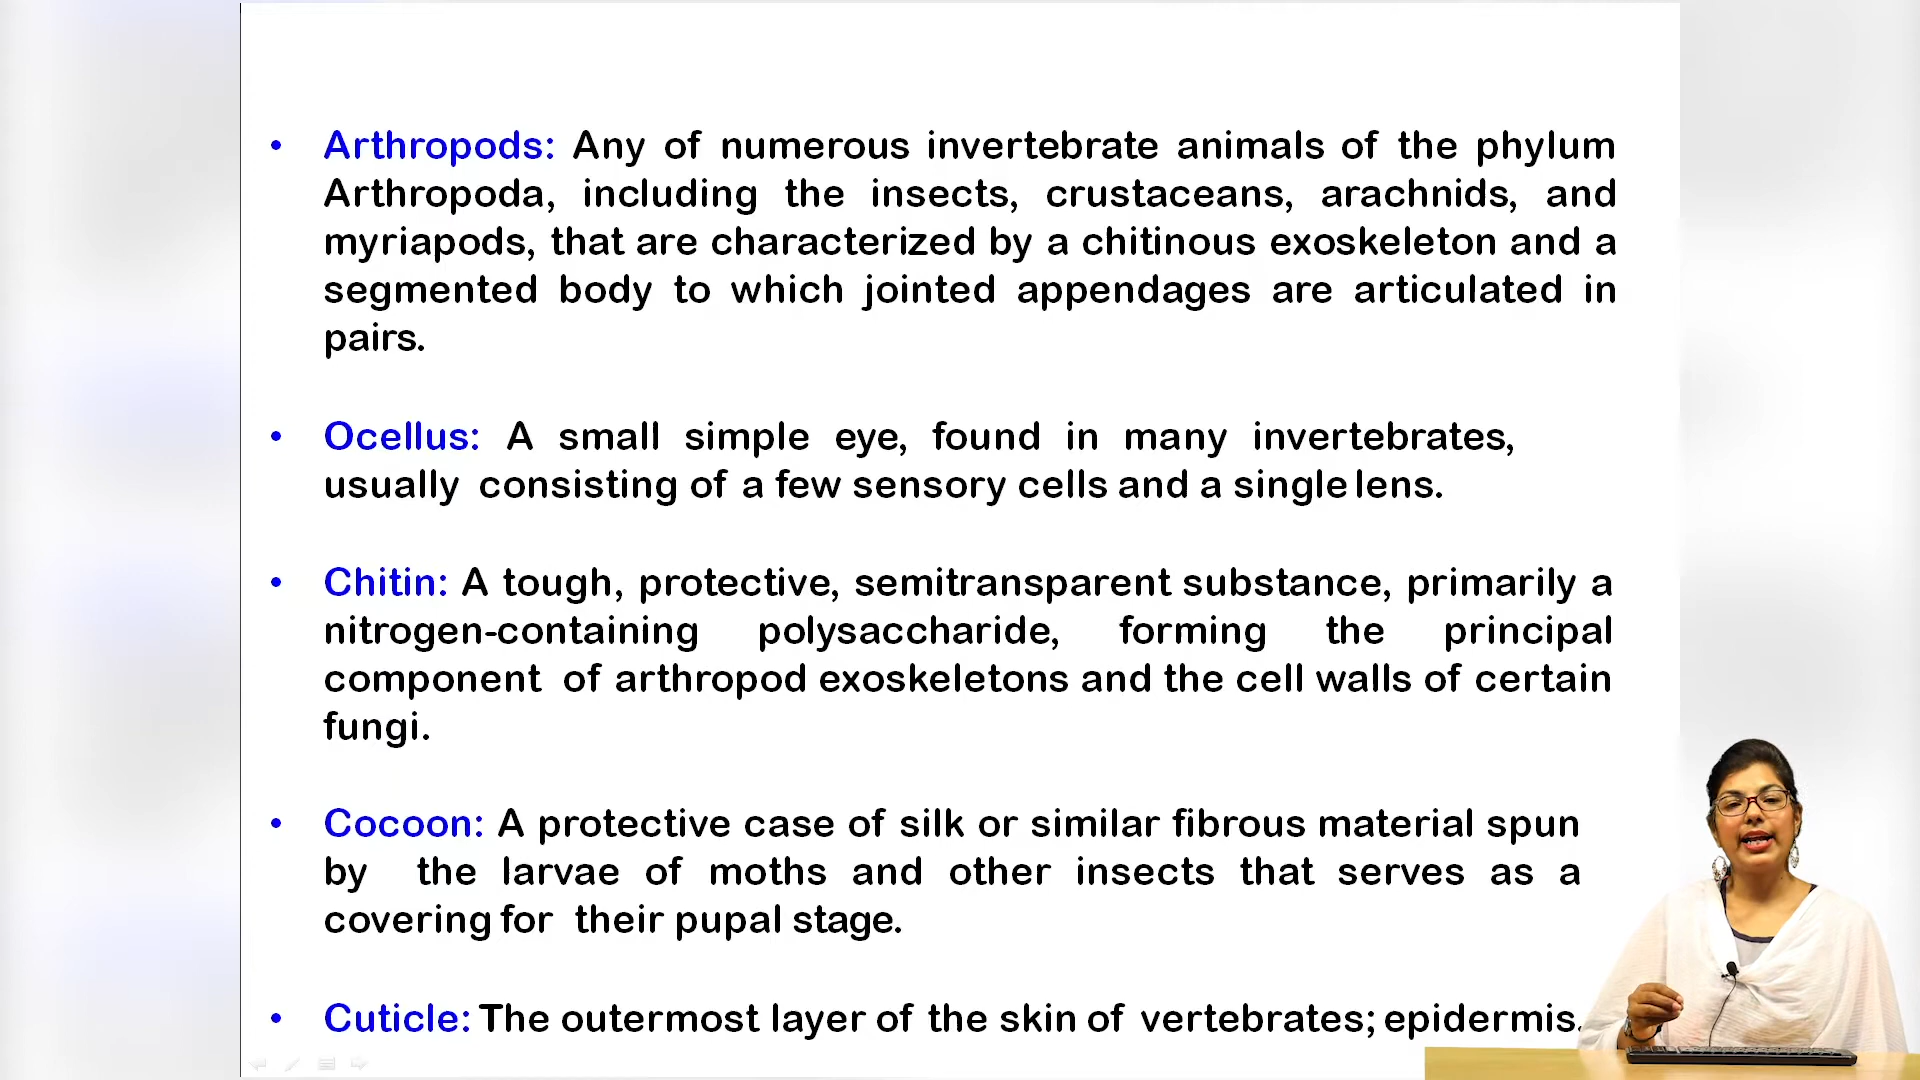 • Arthropods: Any of numerous invertebrate animals of the phylum
Arthropoda, including the insects, crustaceans, arachnids, and
myriapods, that are characterized by a chitinous exoskeleton and a
segmented body to which jointed appendages are articulated in
pairs.
• Ocellus: A small simple eye, found in many invertebrates,
usually consisting of a few sensory cells and a single lens.
• Chitin: A tough, protective, semitransparent substance, primarily a
nitrogen-containing polysaccharide, forming the principal
component of arthropod exoskeletons and the cell walls of certain
fungi.
• Cocoon: A protective case of silk or similar fibrous material spun
by the larvae of moths and other insects that serves as a
covering for their pupal stage.
• Cuticle: The outermost layer of the skin of vertebrates; epidermis.